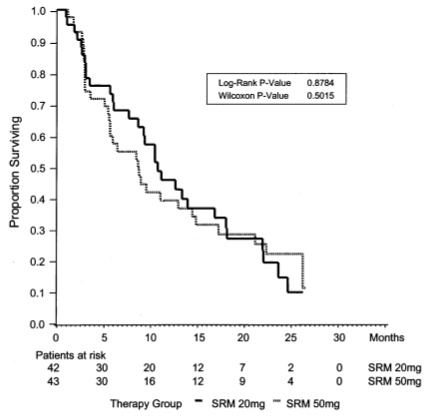 1.0
0.9
0.8
0.7
0.6
0.5
0.4
0.3
0.2
0.1
0.0
Proportion Surviving
Log-Rank P-Value 0.8784
Wilcoxon P-Value 0.5015
0 5 10 15 20 25 30 Months
Patients at risk
42 30 20 12 7 2 0 SRM 20mg
43 30 16 12 9 4 0 SRM 50mg
Therapy Group SRM 20mg SRM 50mg